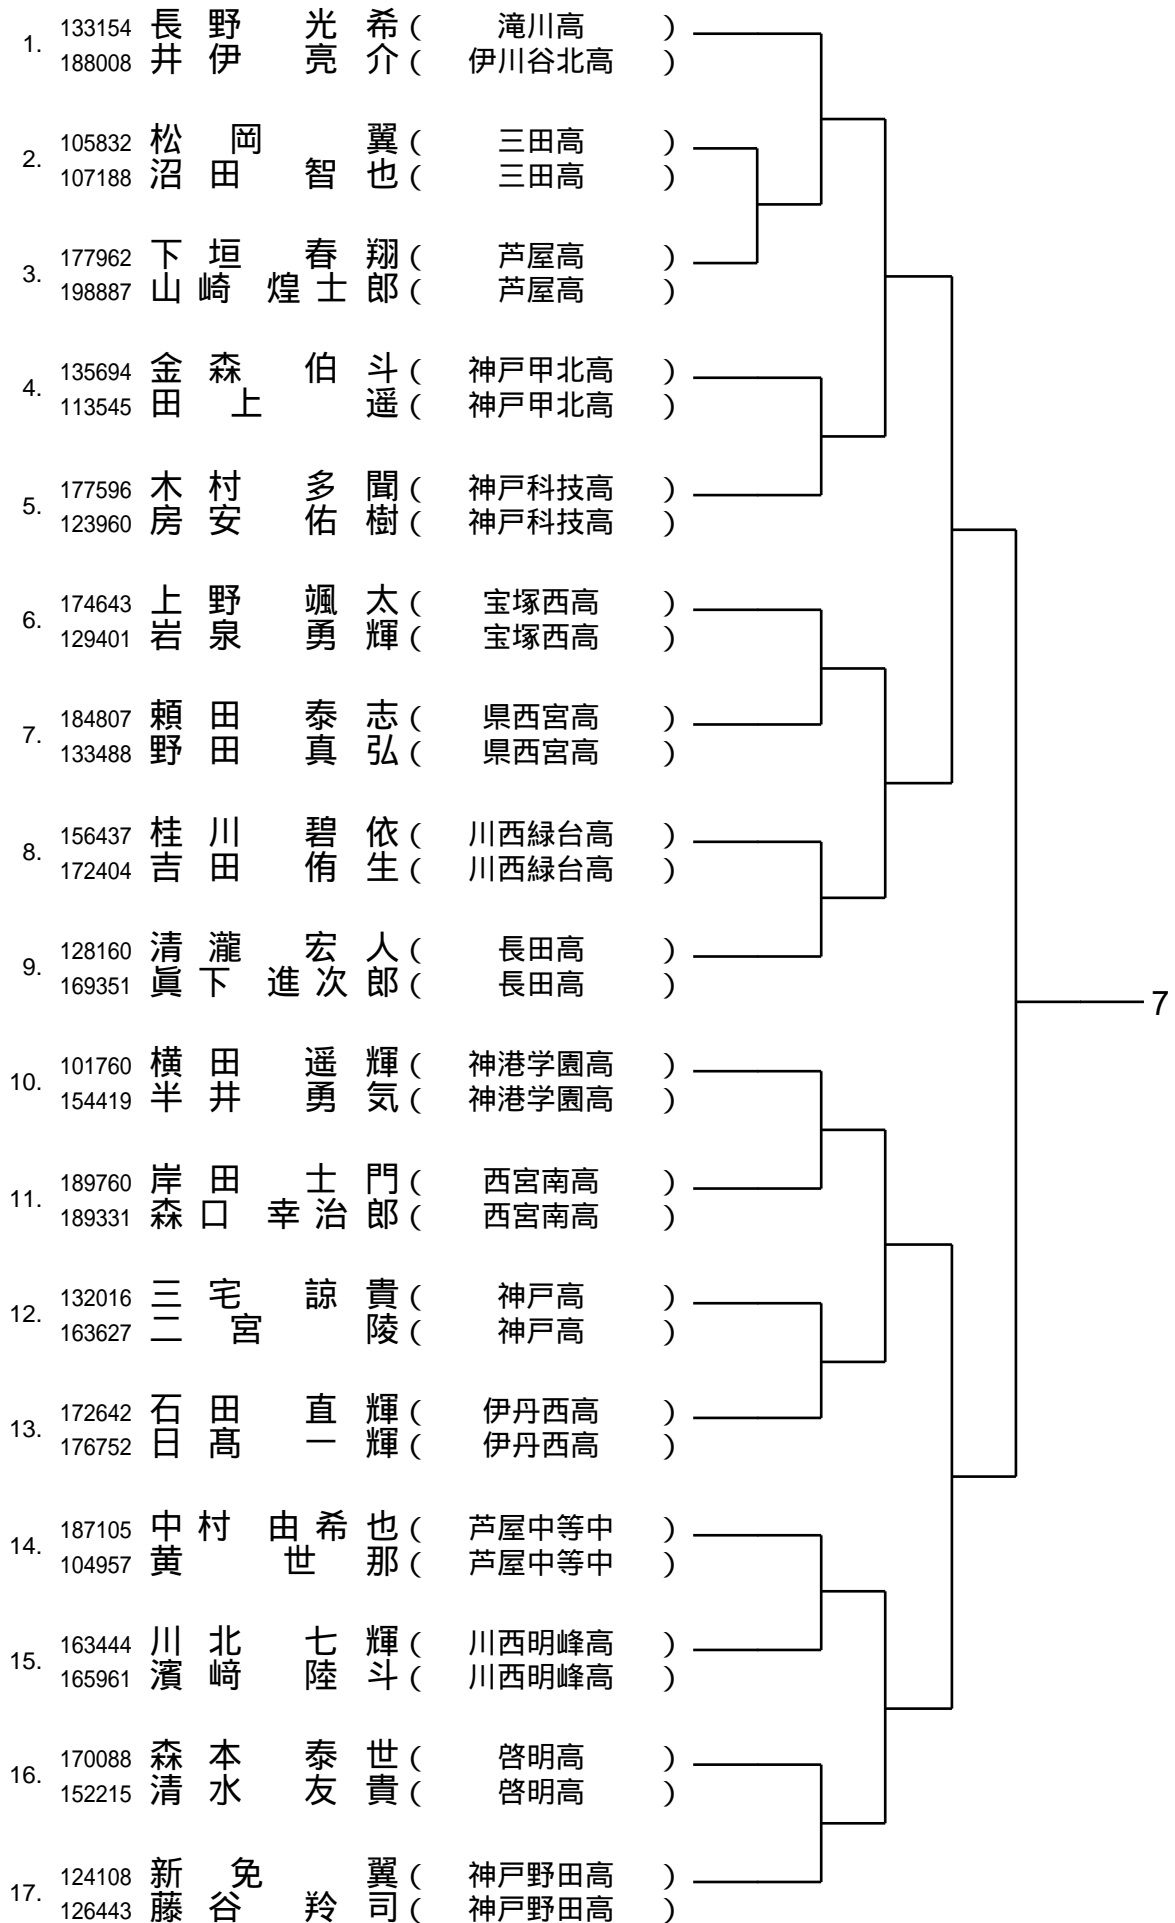 1. 133154 長野 光希 ( 滝川高 )
188008 井伊 亮介 ( 伊川谷北高 )
2. 105832 松岡 翼 ( 三田高 )
107188 沼田 智也 ( 三田高 )
3. 177962 下垣 春翔 ( 芦屋高 )
198887 山崎 煌士郎 ( 芦屋高 )
4. 135694 金森 伯斗 ( 神戸甲北高 )
113545 田上 遥 ( 神戸甲北高 )
5. 177596 木村 多聞 ( 神戸科技高 )
123960 房安 佑樹 ( 神戸科技高 )
6. 174643 上野 颯太 ( 宝塚西高 )
129401 岩泉 勇輝 ( 宝塚西高 )
7. 184807 頼田 泰志 ( 県西宮高 )
133488 野田 真弘 ( 県西宮高 )
8. 156437 桂川 碧依 ( 川西緑台高 )
172404 吉田 侑生 ( 川西緑台高 )
9. 128160 清瀧 宏人 ( 長田高 )
169351 眞下 進次郎 ( 長田高 )
7
10. 101760 横田 遥輝 ( 神港学園高 )
154419 半井 勇気 ( 神港学園高 )
11. 189760 岸田 士門 ( 西宮南高 )
189331 森口 幸治郎 ( 西宮南高 )
12. 132016 三宅 諒貴 ( 神戸高 )
163627 二宮 陵 ( 神戸高 )
13. 172642 石田 直輝 ( 伊丹西高 )
176752 日髙 一輝 ( 伊丹西高 )
14. 187105 中村 由希也 ( 芦屋中等中 )
104957 黄 世那 ( 芦屋中等中 )
15. 163444 川北 七輝 ( 川西明峰高 )
165961 濱﨑 陸斗 ( 川西明峰高 )
16. 170088 森本 泰世 ( 啓明高 )
152215 清水 友貴 ( 啓明高 )
17. 124108 新免 翼 ( 神戸野田高 )
126443 藤谷 羚司 ( 神戸野田高 )